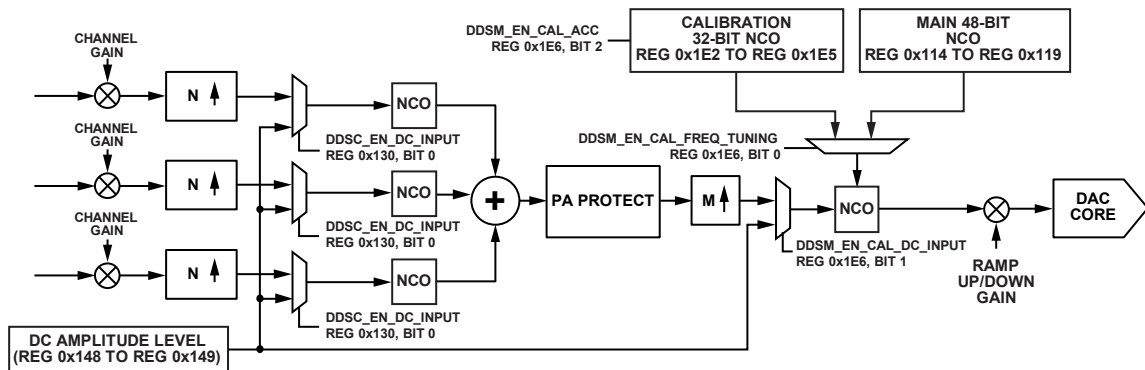 CHANNEL
GAIN
N
NCO
DDSC_EN_DC_INPUT
REG 0x130, BIT 0
CHANNEL
GAIN
N
NCO
DDSC_EN_DC_INPUT
REG 0x130, BIT 0
CHANNEL
GAIN
N
NCO
DDSC_EN_DC_INPUT
REG 0x130, BIT 0
DC AMPLITUDE LEVEL
(REG 0x148 TO REG 0x149)
+
PA PROTECT
M
DDSM_EN_CAL_ACC
REG 0x1E6, BIT 2
CALIBRATION
32-BIT NCO
REG 0x1E2 TO REG 0x1E5
MAIN 48-BIT
NCO
REG 0x114 TO REG 0x119
DDSM_EN_CAL_FREQ_TUNING
REG 0x1E6, BIT 0
NCO
DDSM_EN_CAL_DC_INPUT
REG 0x1E6, BIT 1
RAMP
UP/DOWN
GAIN
DAC
CORE